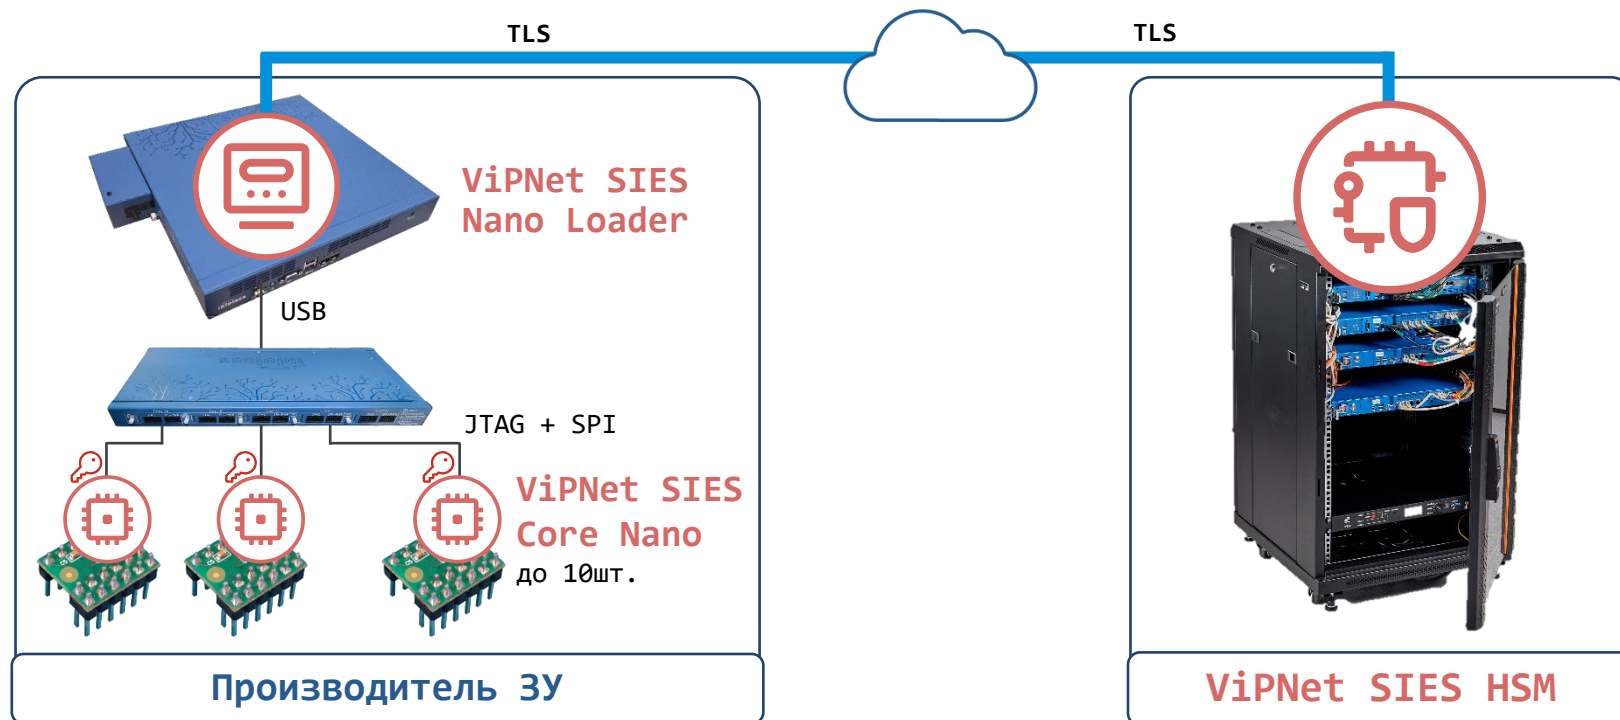 TLS
TLS
ViPNet SIES
Nano Loader
USB
JTAG + SPI
ViPNet SIES
Core Nano
до 10шт.
Производитель ЗУ
ViPNet SIES HSM